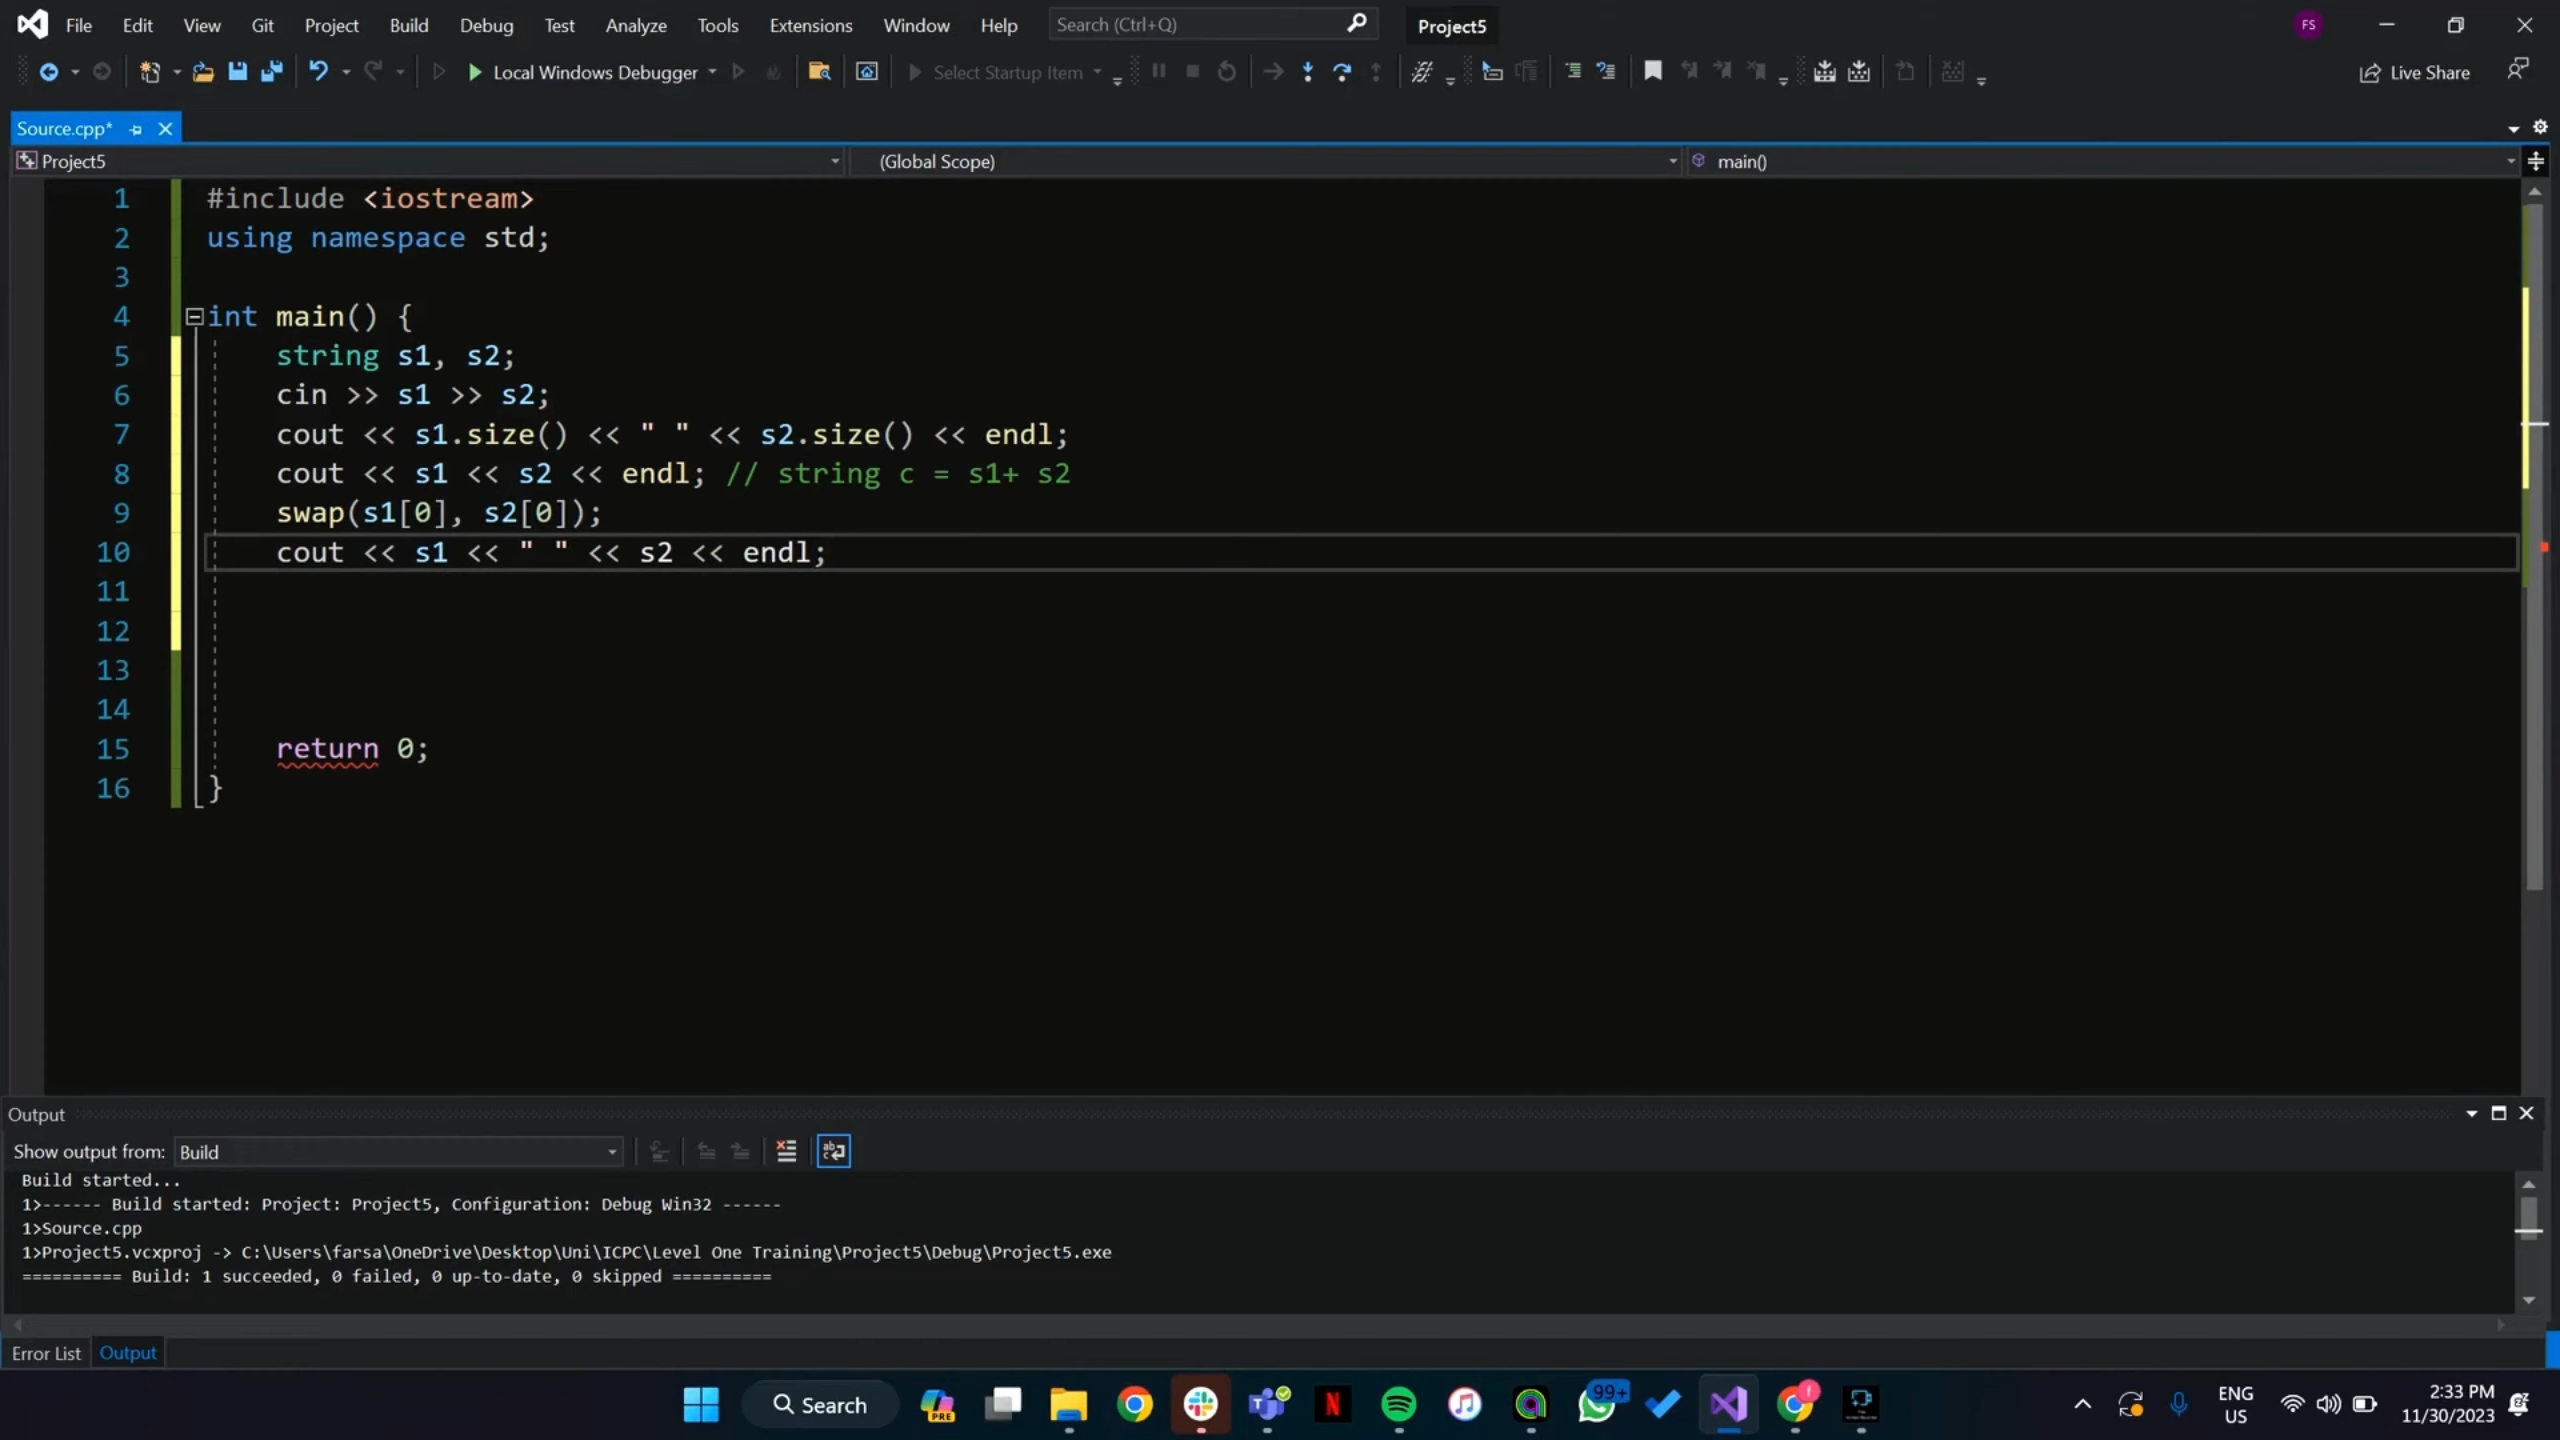 File Edit View Git Project Build Debug Test Analyze Tools Extensions Window Help Search (Ctrl+Q) Project5 FS
Local Windows Debugger Select Startup Item Live Share
Source.cpp*
Project5 (Global Scope) main()
1 #include <iostream>
2 using namespace std;
3
4 int main() {
5 string s1, s2;
6 cin >> s1 >> s2;
7 cout << s1.size() << " " << s2.size() << endl;
8 cout << s1 << s2 << endl; // string c = s1+ s2
9 swap(s1[0], s2[0]);
10 cout << s1 << " " << s2 << endl;
11
12
13
14
15 return 0;
16 }
Output
Show output from: Build
Build started...
1>------ Build started: Project: Project5, Configuration: Debug Win32 ------
1>Source.cpp
1>Project5.vcxproj -> C:\Users\farsa\OneDrive\Desktop\Uni\ICPC\Level One Training\Project5\Debug\Project5.exe
========== Build: 1 succeeded, 0 failed, 0 up-to-date, 0 skipped ==========
Error List Output
Search PRE 99+ ENG 2:33 PM
US 11/30/2023